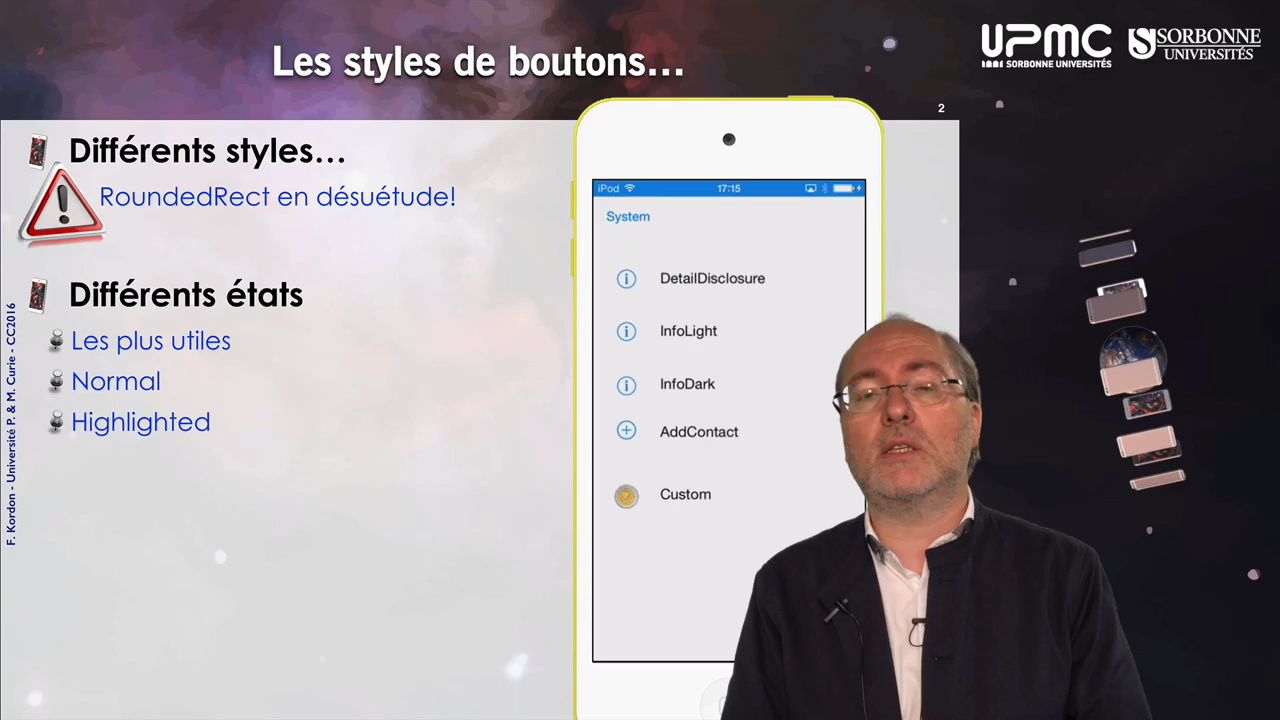 Les styles de boutons...
UPMC
SORBONNE UNIVERSITÉS
SORBONNE
UNIVERSITÉS
2
Différents styles...
RoundedRect en désuétude!
Différents états
Les plus utiles
Normal
Highlighted
F. Kordon - Université P. & M. Curie - CC2016
iPod
17:15
System
DetailDisclosure
InfoLight
InfoDark
AddContact
Custom